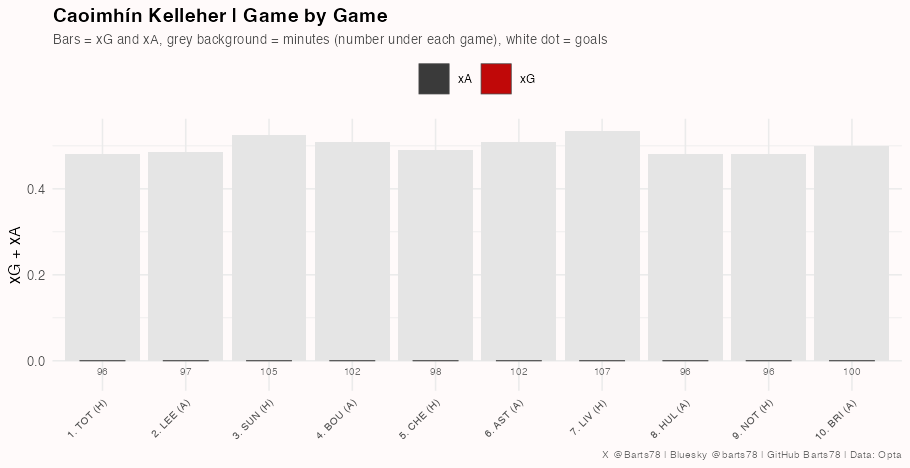 Caoimhín Kelleher | Game by Game
Bars = xG and xA, grey background = minutes (number under each game), white dot = goals
xA
xG
xG + xA
0.4
0.2
0.0
96
97
105
102
98
102
107
96
96
100
1. TOT (H)
2. LEE (A)
3. SUN (H)
4. BOU (A)
5. CHE (H)
6. AST (A)
7. LIV (H)
8. HUL (A)
9. NOT (H)
10. BRI (A)
X @Barts78 | Bluesky @barts78 | GitHub Barts78 | Data: Opta